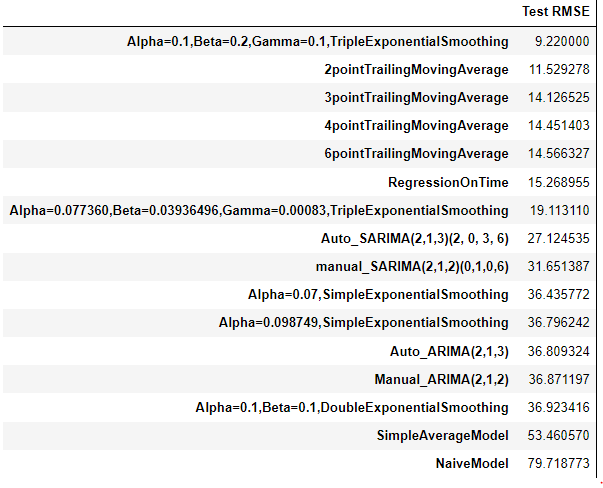 Test RMSE
Alpha=0.1,Beta=0.2,Gamma=0.1,TripleExponentialSmoothing 9.220000
2pointTrailingMovingAverage 11.529278
3pointTrailingMovingAverage 14.126525
4pointTrailingMovingAverage 14.451403
6pointTrailingMovingAverage 14.566327
RegressionOnTime 15.268955
Alpha=0.077360,Beta=0.03936496,Gamma=0.00083,TripleExponentialSmoothing 19.113110
Auto_SARIMA(2,1,3)(2, 0, 3, 6) 27.124535
manual_SARIMA(2,1,2)(0,1,0,6) 31.651387
Alpha=0.07,SimpleExponentialSmoothing 36.435772
Alpha=0.098749,SimpleExponentialSmoothing 36.796242
Auto_ARIMA(2,1,3) 36.809324
Manual_ARIMA(2,1,2) 36.871197
Alpha=0.1,Beta=0.1,DoubleExponentialSmoothing 36.923416
SimpleAverageModel 53.460570
NaiveModel 79.718773